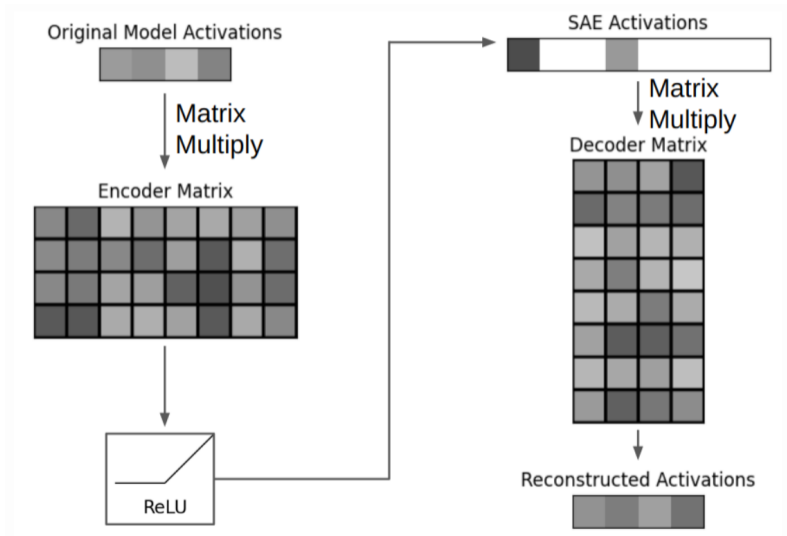 Original Model Activations
Matrix
Multiply
Encoder Matrix
ReLU
SAE Activations
Matrix
Multiply
Decoder Matrix
Reconstructed Activations